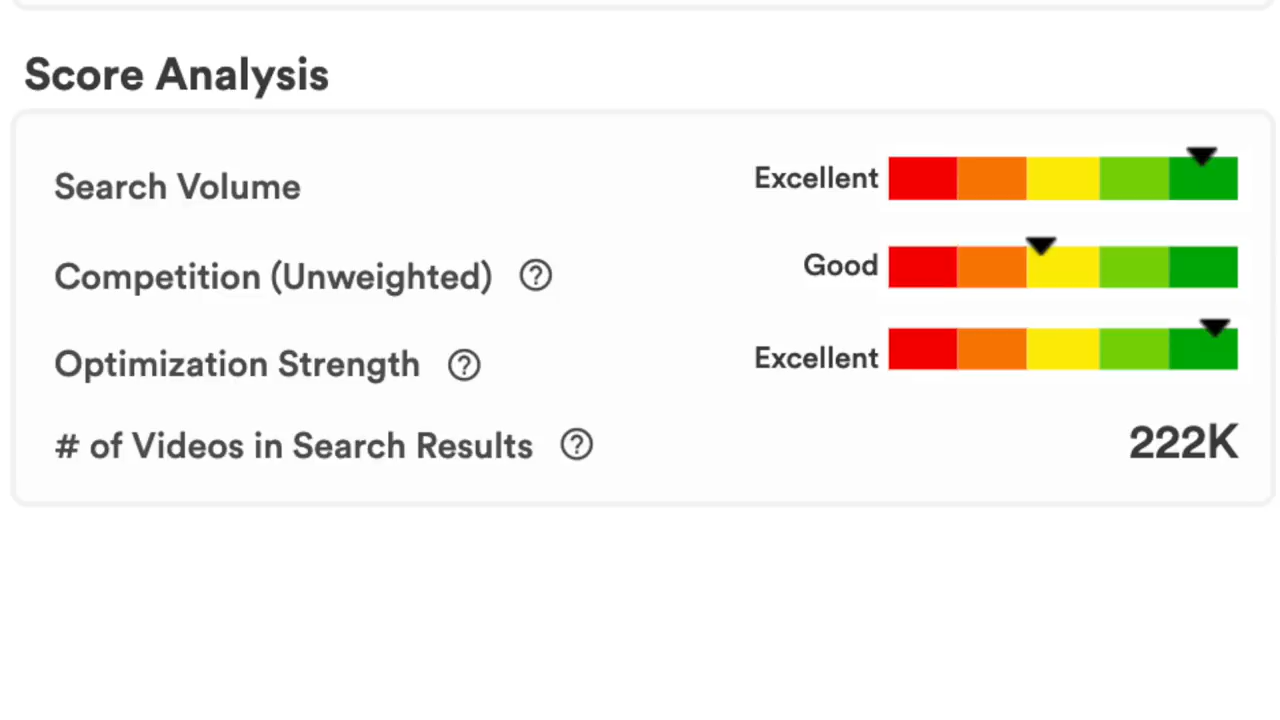 Score Analysis
Search Volume Excellent
Competition (Unweighted) ? Good
Optimization Strength ? Excellent
# of Videos in Search Results ? 222K